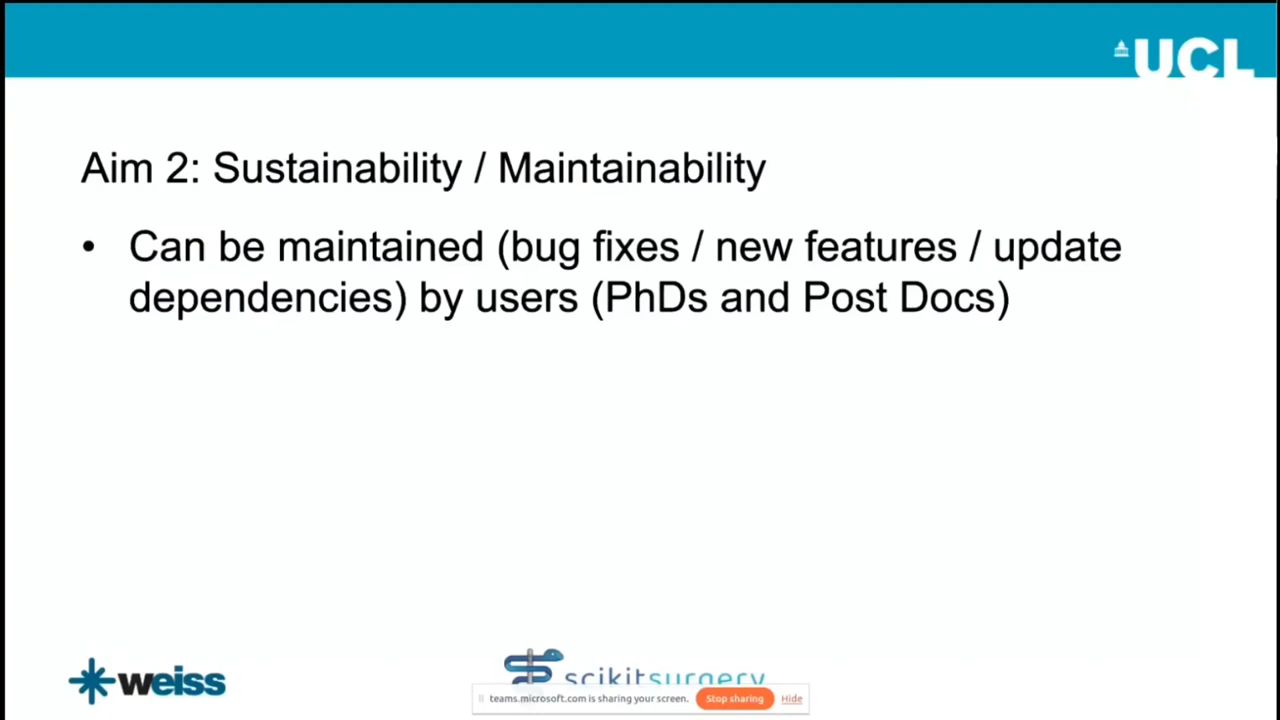 UCL
Aim 2: Sustainability / Maintainability
• Can be maintained (bug fixes / new features / update
dependencies) by users (PhDs and Post Docs)
weiss
scikitsurgery
teams.microsoft.com is sharing your screen. Stop sharing Hide